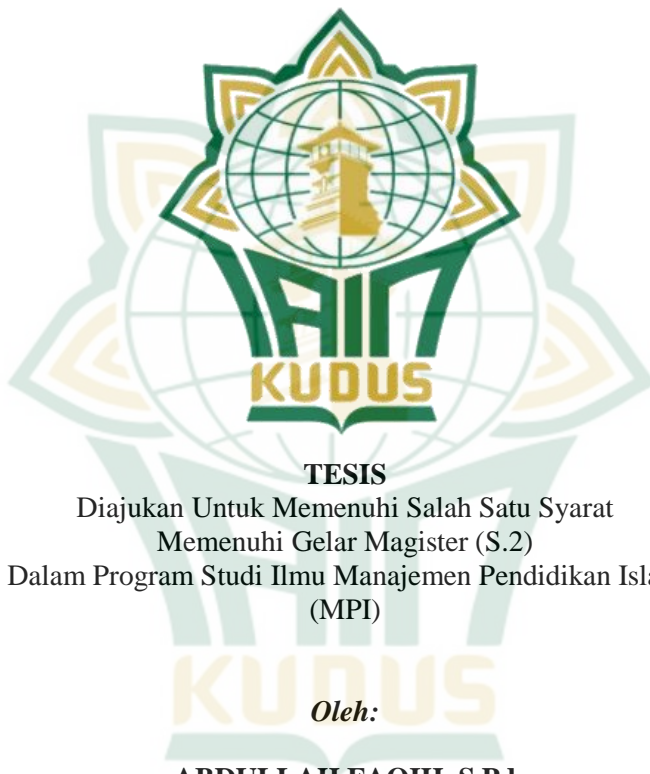 IAIN
KUDUS
TESIS
Diajukan Untuk Memenuhi Salah Satu Syarat
Memenuhi Gelar Magister (S.2)
Dalam Program Studi Ilmu Manajemen Pendidikan Isla
(MPI)
KUDUS
Oleh: